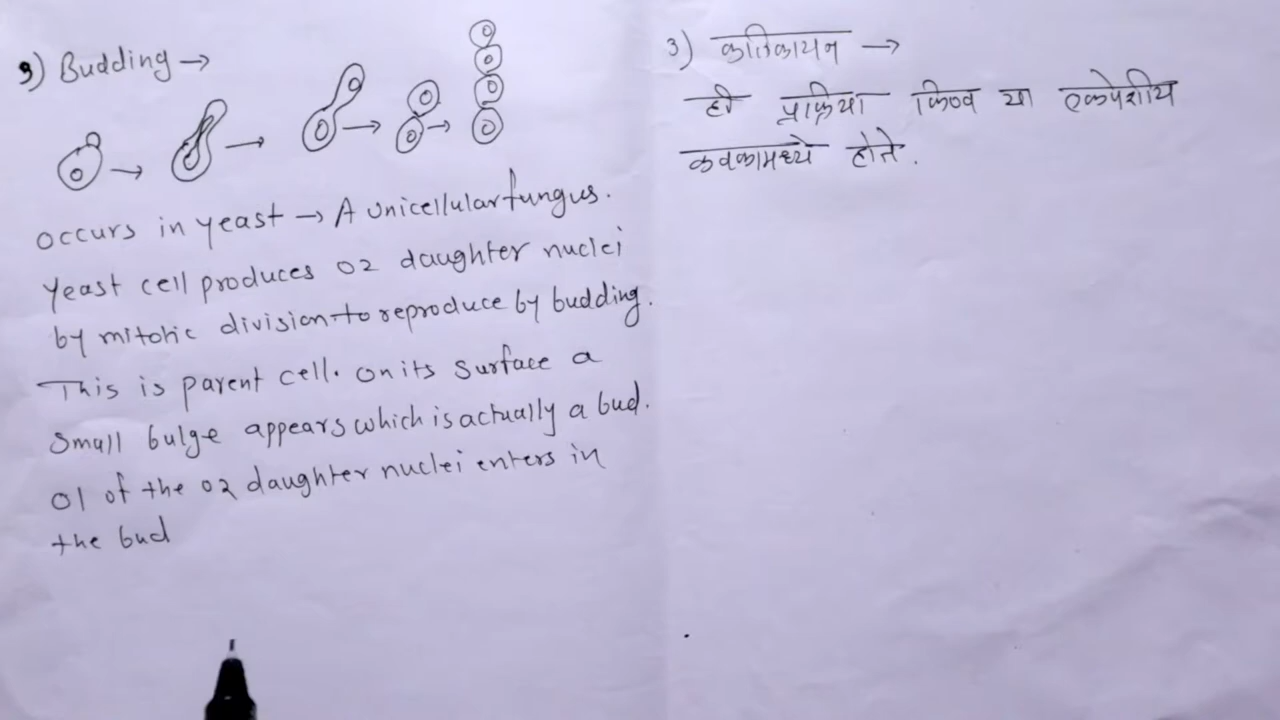 ३) Budding →
occurs in yeast → A unicellular fungus.
Yeast cell produces 02 daughter nuclei
by mitotic division to reproduce by budding.
This is parent cell. on its surface a
small bulge appears which is actually a bud.
01 of the 02 daughter nuclei enters in
the bud
३) कलिकायन →
ही प्रक्रिया किण्व या एकपेशीय
कवकामध्ये होते.